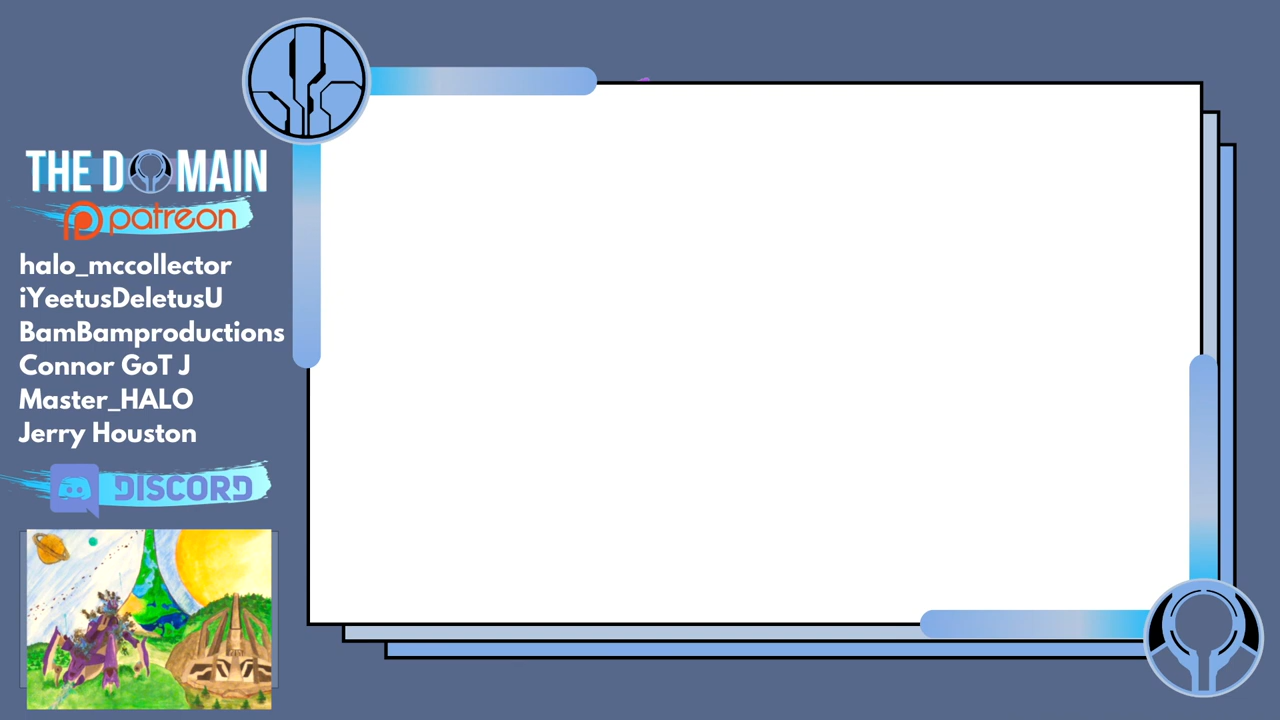 THE DOMAIN
patreon
halo_mccollector
iYeetusDeletusU
BamBamproductions
Connor GoT J
Master_HALO
Jerry Houston
DISCORD